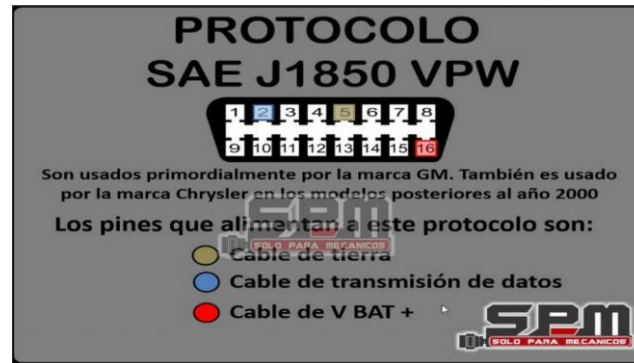 PROTOCOLO
SAE J1850 VPW
1 2 3 4 5 6 7 8
9 10 11 12 13 14 15 16
Son usados primordialmente por la marca GM. También es usado
por la marca Chrysler en los modelos posteriores al año 2000
Los pines que alimentan a este protocolo son:
SPM
SOLO PARA MECANICOS
Cable de tierra
Cable de transmisión de datos
Cable de V BAT +
SPM
SOLO PARA MECANICOS